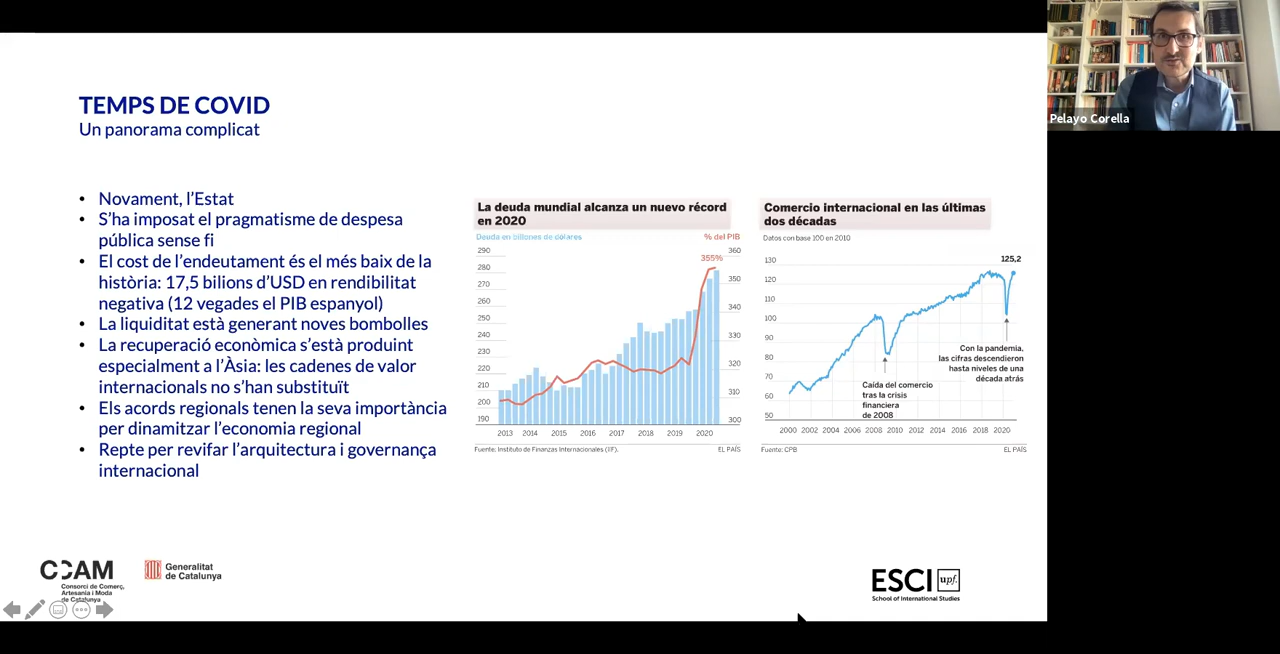 TEMPS DE COVID
Un panorama complicat
• Novament, l’Estat
• S’ha imposat el pragmatisme de despesa
pública sense fi
• El cost de l’endeutament és el més baix de la
història: 17,5 bilions d’USD en rendibilitat
negativa (12 vegades el PIB espanyol)
• La liquiditat està generant noves bombolles
• La recuperació econòmica s’està produint
especialment a l’Àsia: les cadenes de valor
internacionals no s’han substituït
• Els acords regionals tenen la seva importància
per dinamitzar l’economia regional
• Repte per revifar l’arquitectura i governança
internacional
La deuda mundial alcanza un nuevo récord
en 2020
Deuda en billones de dólares
% del PIB
290
280
270
260
250
240
230
220
210
200
190
360
350
340
330
320
310
300
355%
2013 2014 2015 2016 2017 2018 2019 2020
Fuente: Instituto de Finanzas Internacionales (IIF).
EL PAÍS
Comercio internacional en las últimas
dos décadas
Datos con base 100 en 2010
130
120
110
100
90
80
70
60
50
125,2
Caída del comercio
tras la crisis
financiera
de 2008
Con la pandemia,
las cifras descendieron
hasta niveles de una
década atrás
2000 2002 2004 2006 2008 2010 2012 2014 2016 2018 2020
Fuente: CPB
EL PAÍS
CCAM
Consorci de Comerç,
Artesania i Moda
de Catalunya
Generalitat
de Catalunya
ESCI upf.
School of International Studies
Pelayo Corella